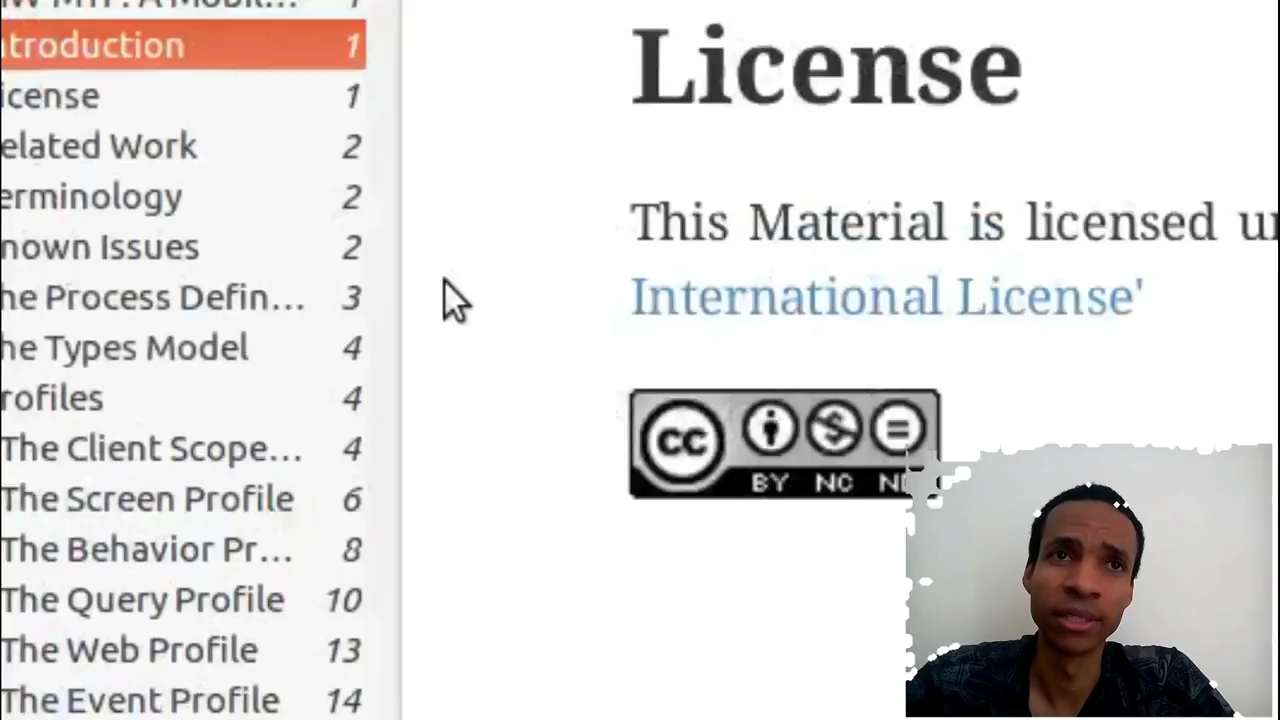 troduction 1
icense 1
elated Work 2
erminology 2
nown Issues 2
he Process Defin... 3
he Types Model 4
rofiles 4
The Client Scope... 4
The Screen Profile 6
The Behavior Pr... 8
The Query Profile 10
The Web Profile 13
The Event Profile 14
License
This Material is licensed
International License'
cc
BY NC ND